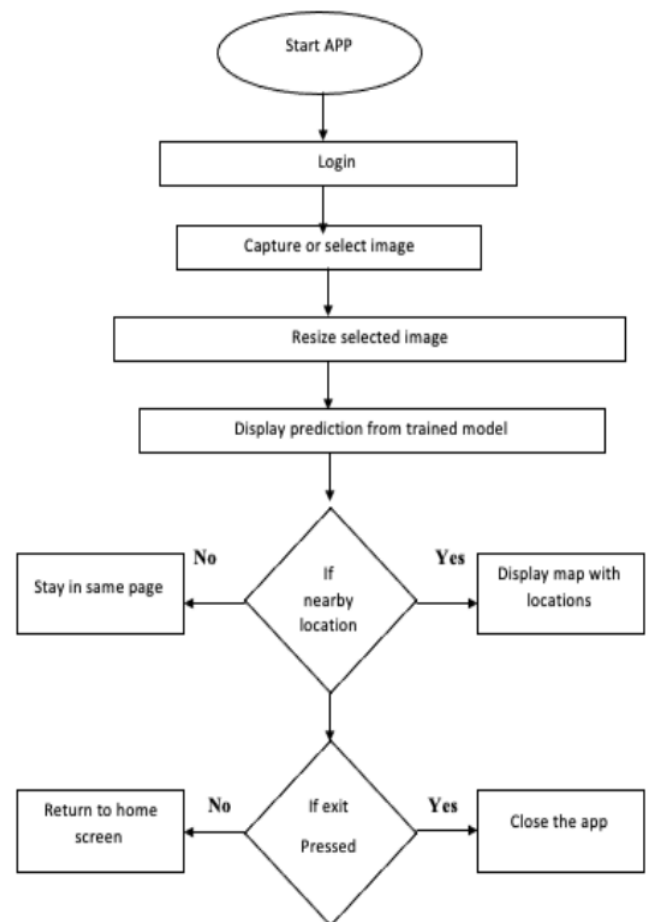 Start APP
Login
Capture or select image
Resize selected image
Display prediction from trained model
No
Yes
Stay in same page
If
nearby
location
Display map with
locations
No
Yes
Return to home
screen
If exit
Pressed
Close the app